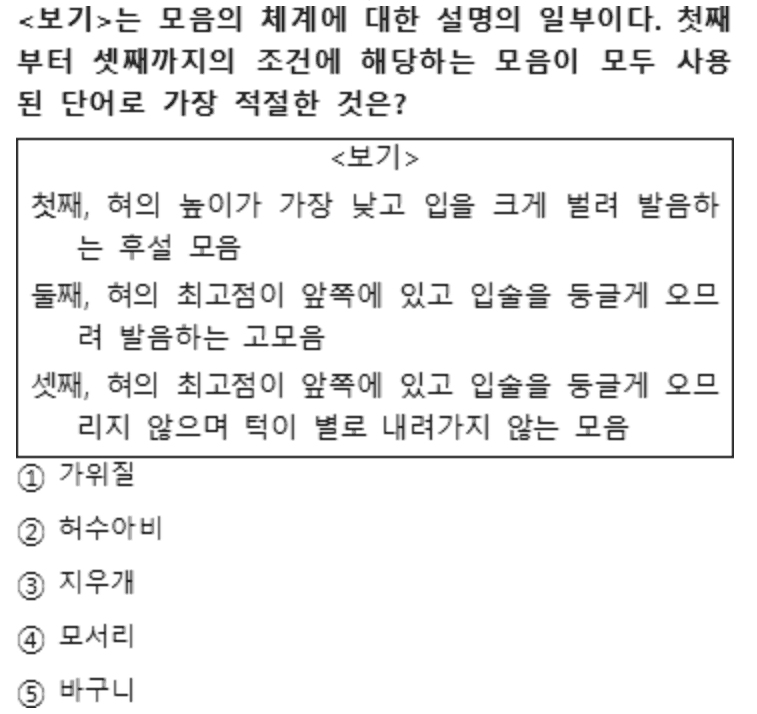 <보기>는 모음의 체계에 대한 설명의 일부이다. 첫째
부터 셋째까지의 조건에 해당하는 모음이 모두 사용
된 단어로 가장 적절한 것은?
<보기>
첫째, 혀의 높이가 가장 낮고 입을 크게 벌려 발음하
는 후설 모음
둘째, 혀의 최고점이 앞쪽에 있고 입술을 둥글게 오므
려 발음하는 고모음
셋째, 혀의 최고점이 앞쪽에 있고 입술을 둥글게 오므
리지 않으며 턱이 별로 내려가지 않는 모음
① 가위질
② 허수아비
③ 지우개
④ 모서리
⑤ 바구니